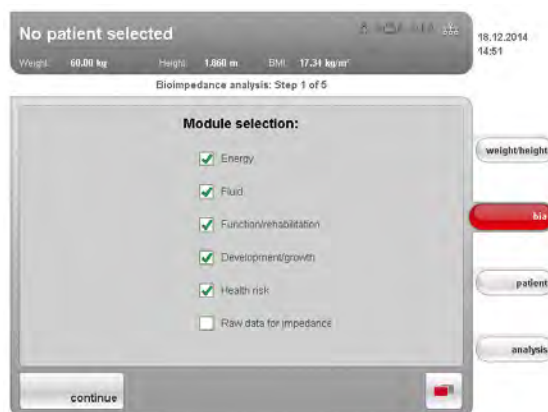 No patient selected
18.12.2014
14:51
Weight: 60.00 kg Height: 1.860 m BMI: 17.34 kg/m²
Bioimpedance analysis: Step 1 of 5
Module selection:
Energy
Fluid
Function/rehabilitation
Development/growth
Health risk
Raw data for impedance
weight/height
bia
patient
analysis
continue